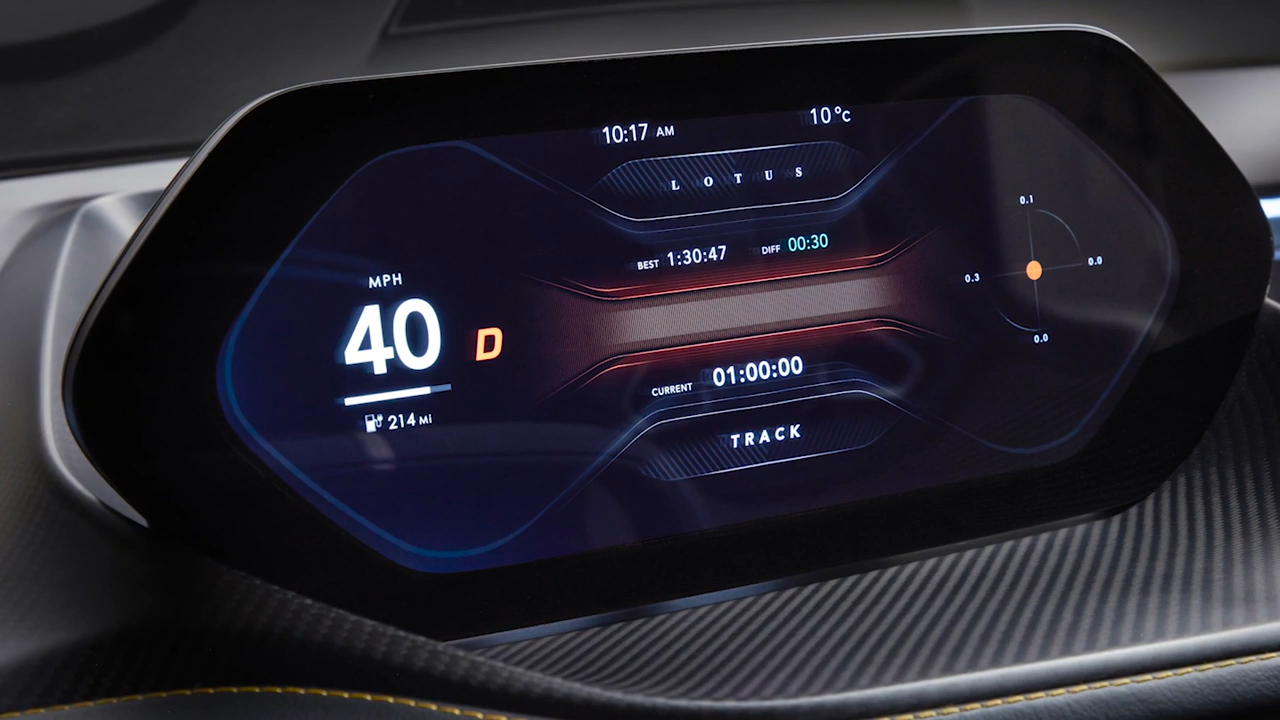 10:17 AM
10°C
LOTUS
BEST 1:30:47 DIFF 00:30
MPH
40 D
214 Mi
CURRENT 01:00:00
TRACK
0.1
0.3
0.0
0.0